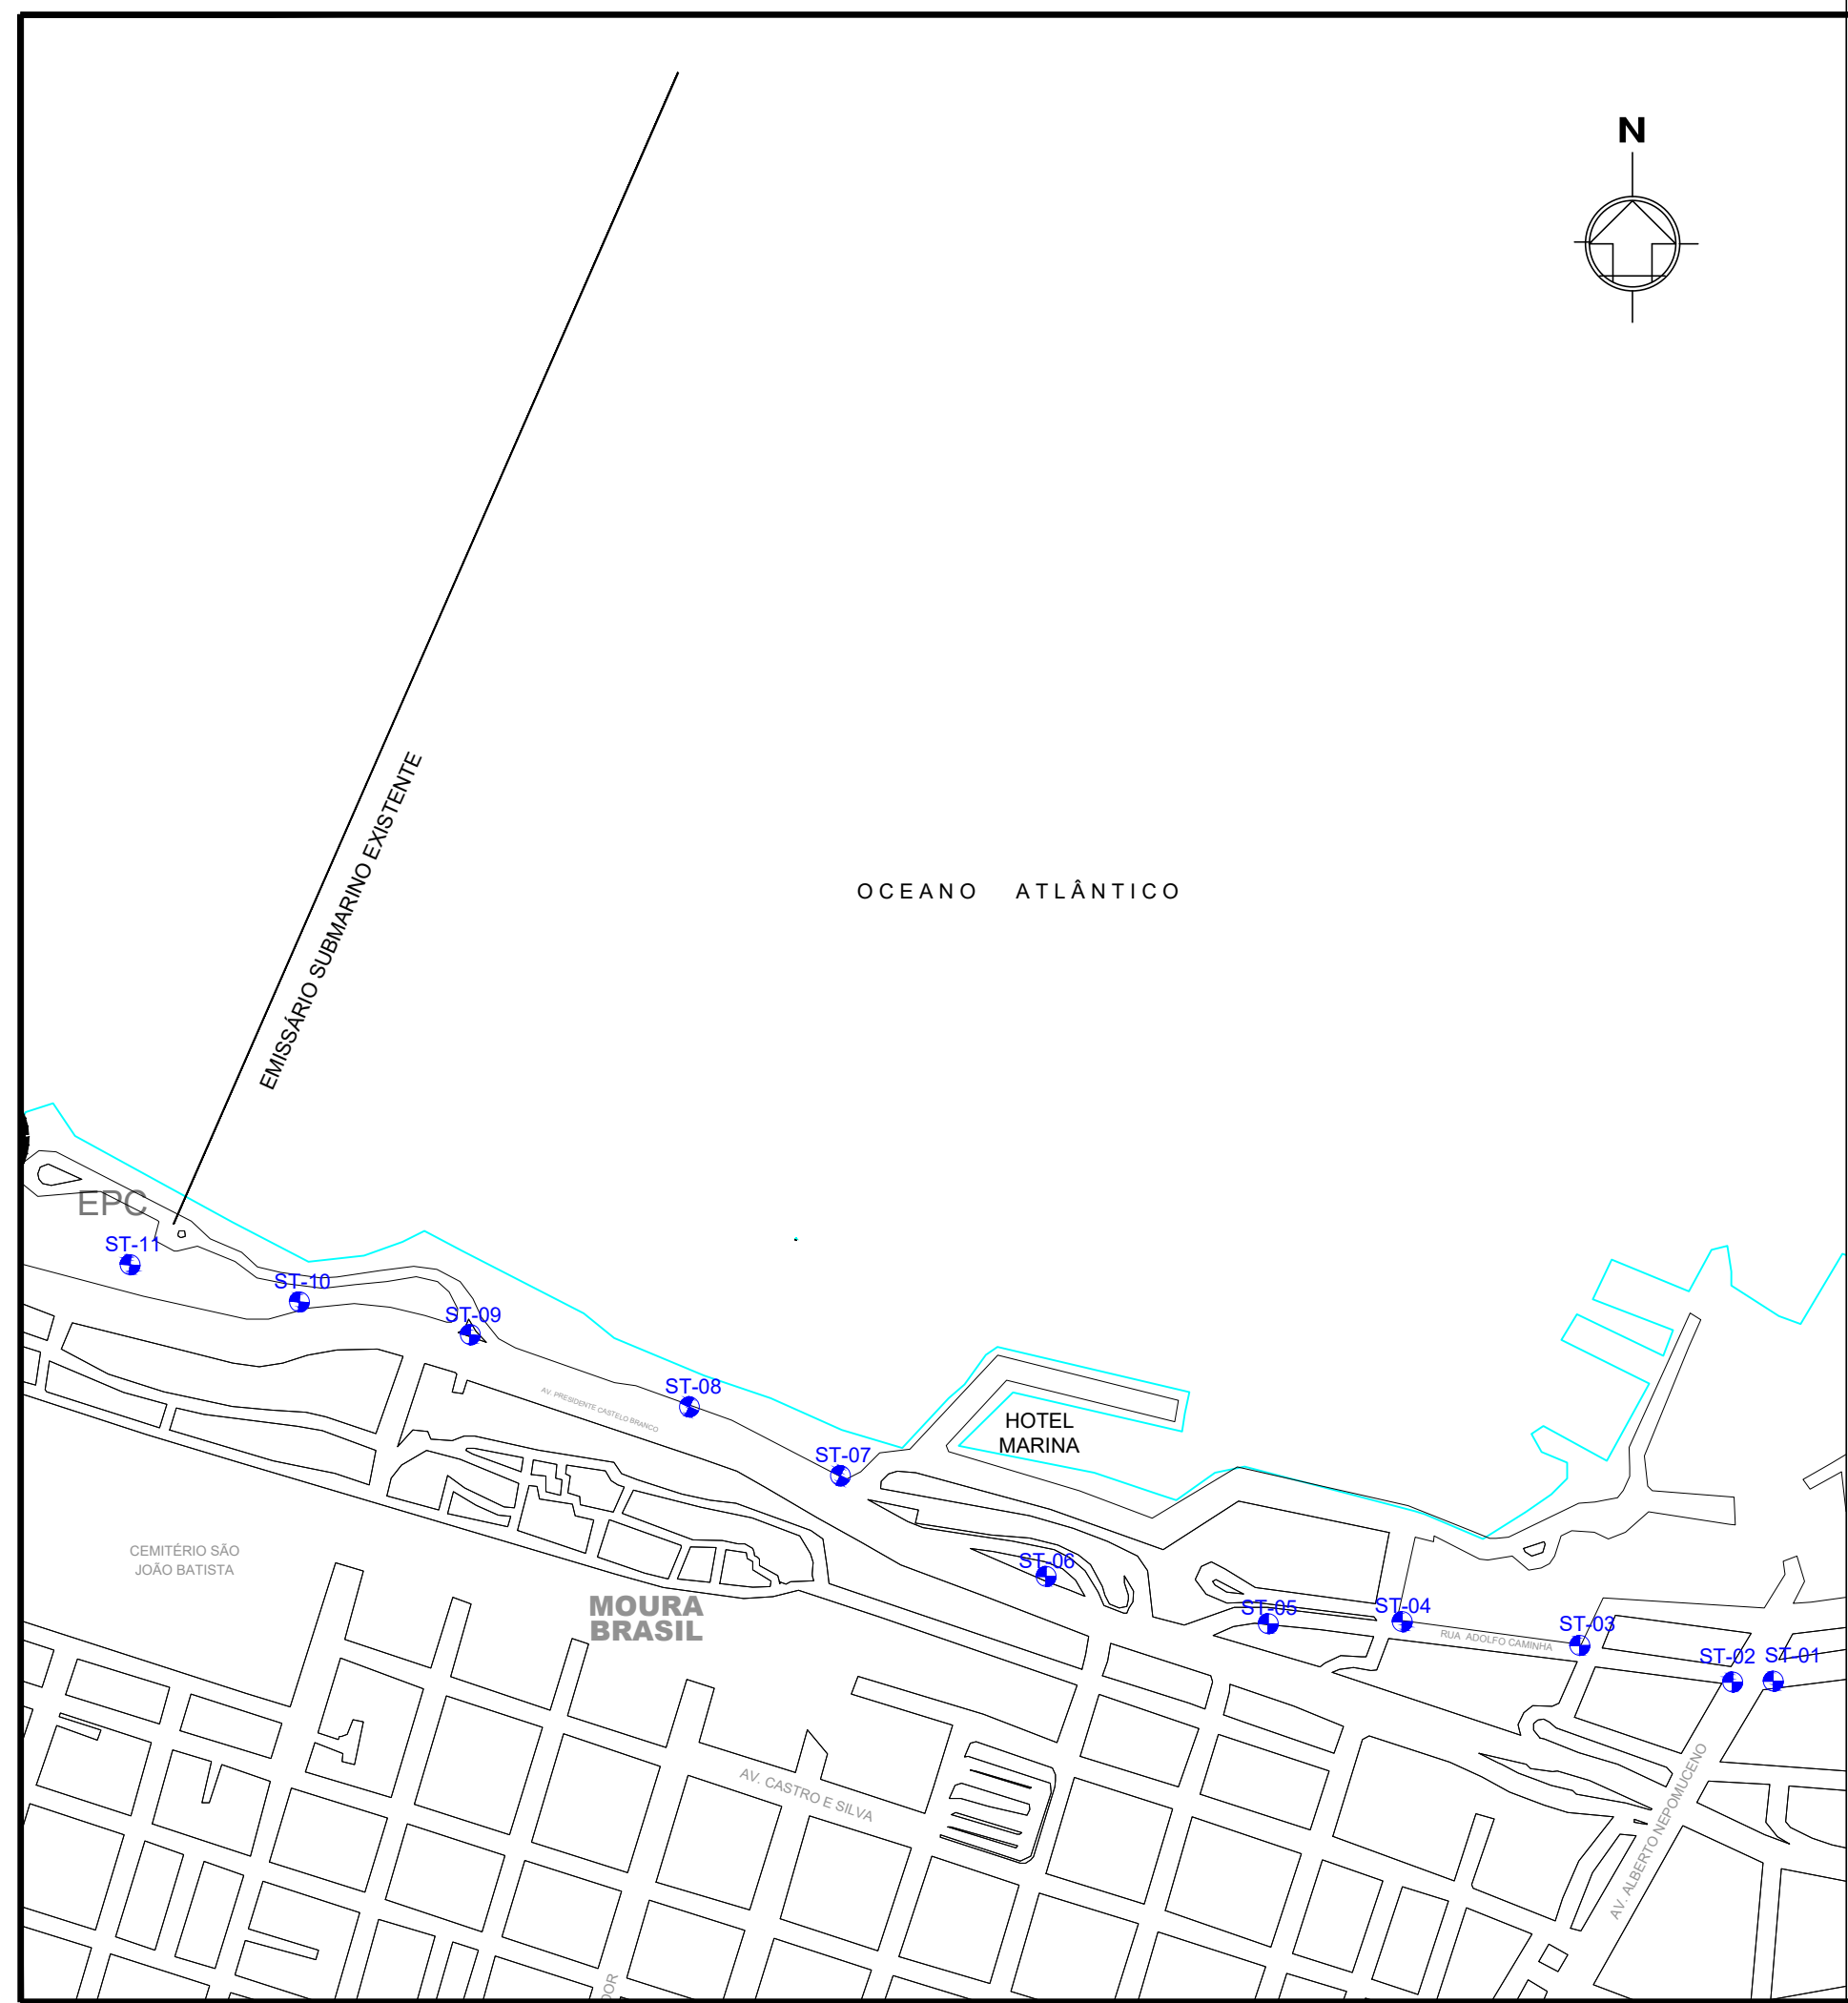 N
EMISSÁRIO SUBMARINO EXISTENTE
OCEANO ATLÂNTICO
EPC
ST-11
ST-10
ST-09
AV. PRESIDENTE CASTELO BRANCO
ST-08
ST-07
HOTEL
MARINA
ST-06
ST-05
ST-04
RUA ADOLFO CAMINHA
ST-03
ST-02
ST-01
CEMITÉRIO SÃO
JOÃO BATISTA
MOURA
BRASIL
AV. CASTRO E SILVA
AV. ALBERTO NEPOMUCENO